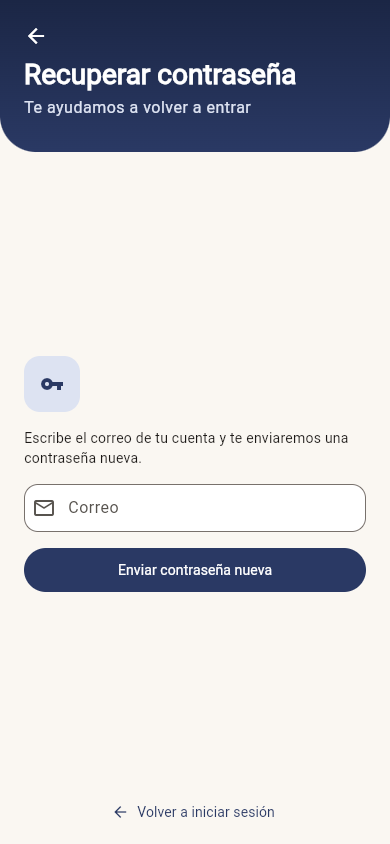 Recuperar contraseña
Te ayudamos a volver a entrar
Escribe el correo de tu cuenta y te enviaremos una
contraseña nueva.
Correo
Enviar contraseña nueva
Volver a iniciar sesión